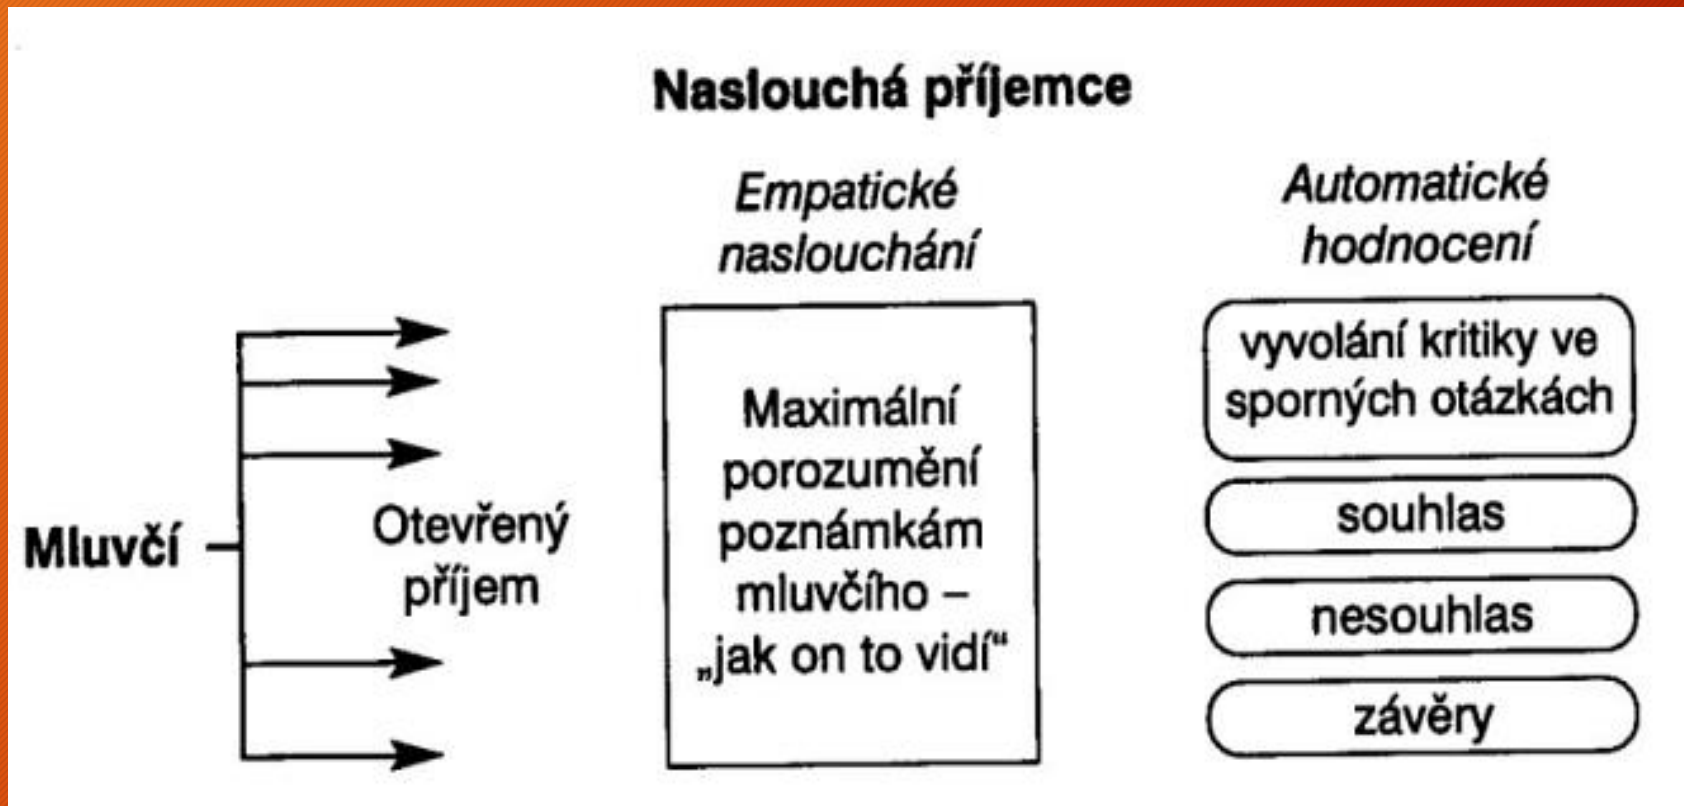 Naslouchá příjemce
Empatické
naslouchání
Automatické
hodnocení
Mluvčí
Otevřený
příjem
Maximální
porozumění
poznámkám
mluvčího –
„jak on to vidí“
vyvolání kritiky ve
sporných otázkách
souhlas
nesouhlas
závěry